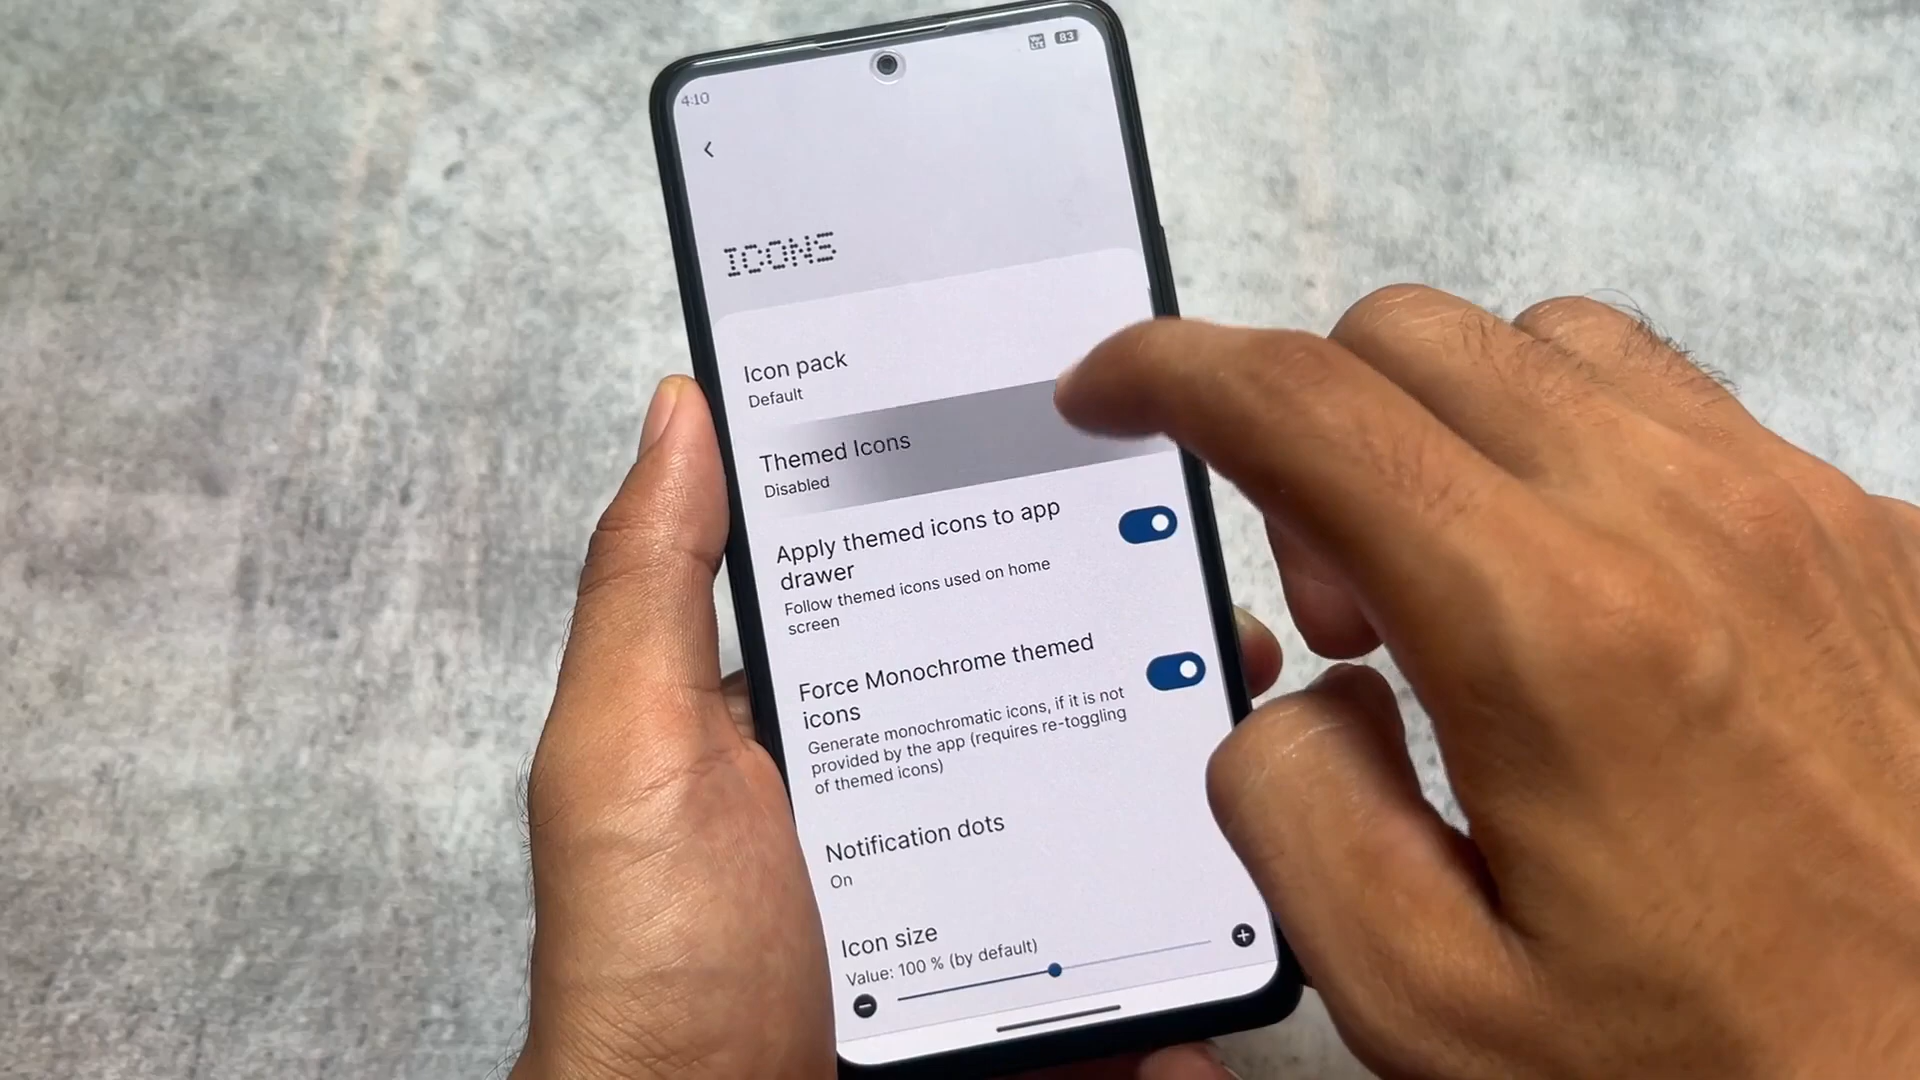 4:10
Vo LTE 83
ICONS
Icon pack
Default
Themed Icons
Disabled
Apply themed icons to app
drawer
Follow themed icons used on home
screen
Force Monochrome themed
icons
Generate monochromatic icons, if it is not
provided by the app (requires re-toggling
of themed icons)
Notification dots
On
Icon size
Value: 100 % (by default)